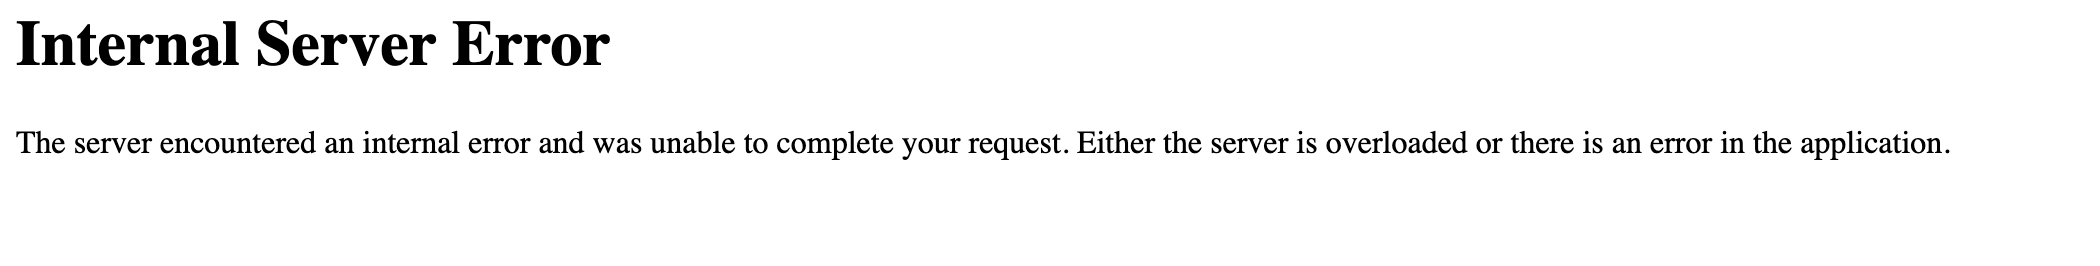 Internal Server Error
The server encountered an internal error and was unable to complete your request. Either the server is overloaded or there is an error in the application.